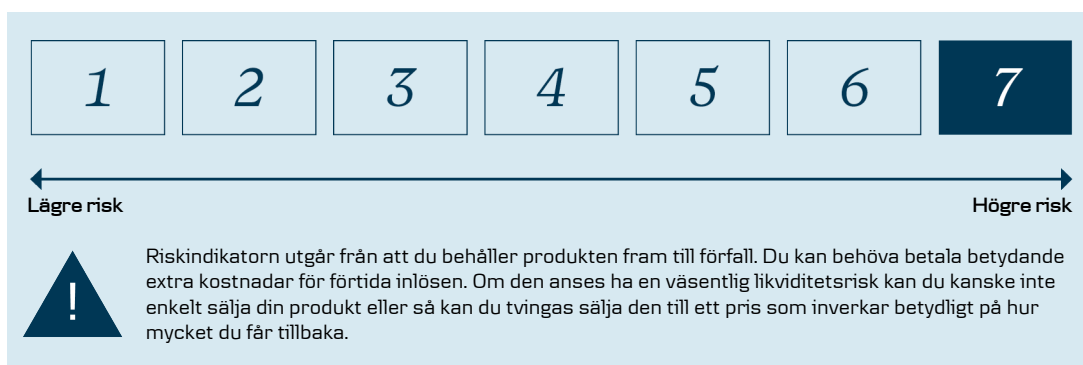 1 2 3 4 5 6 7
Lägre risk Högre risk
Riskindikatorn utgår från att du behåller produkten fram till förfall. Du kan behöva betala betydande
extra kostnadar för förtida inlösen. Om den anses ha en väsentlig likviditetsrisk kan du kanske inte
enkelt sälja din produkt eller så kan du tvingas sälja den till ett pris som inverkar betydligt på hur
mycket du får tillbaka.
!